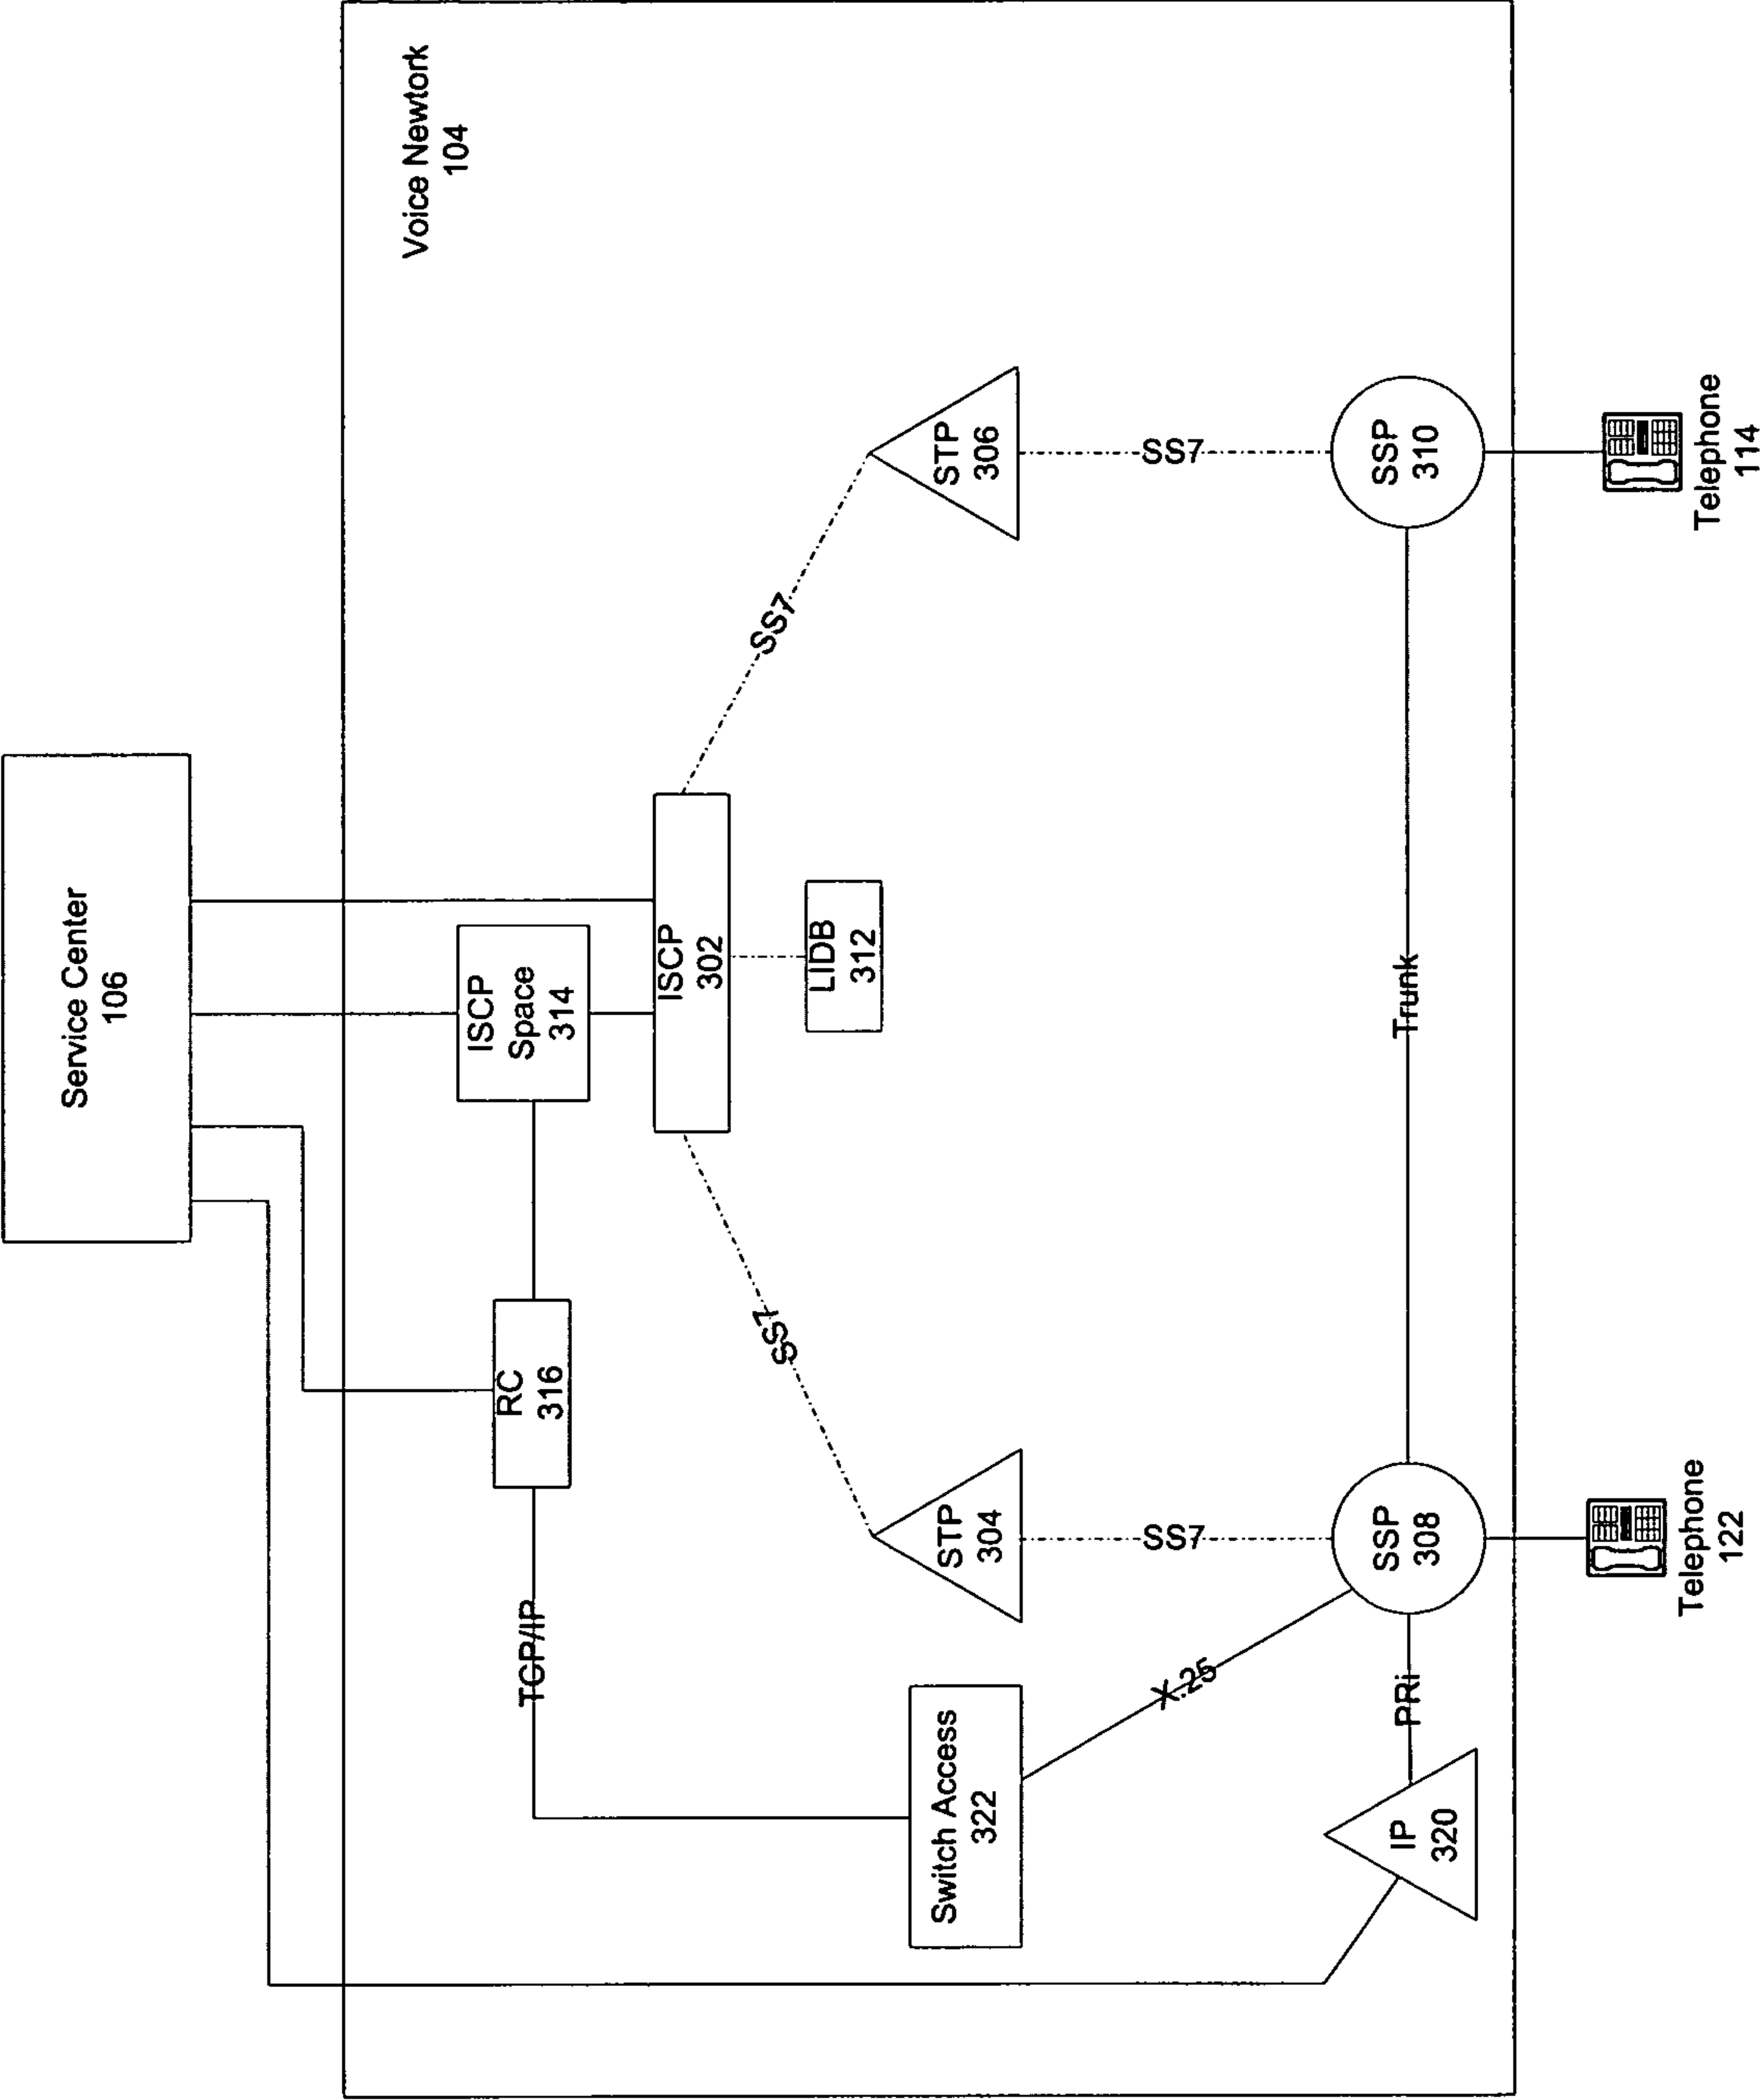 Service Center
106
Voice Newtork
104
ISCP
Space
314
RC
316
TCP/IP
ISCP
302
LIDB
312
SS7
SS7
STP
304
STP
306
Switch Access
322
X.25
SS7
SS7
IP
320
PRi
SSP
308
Trunk
SSP
310
Telephone
122
Telephone
114